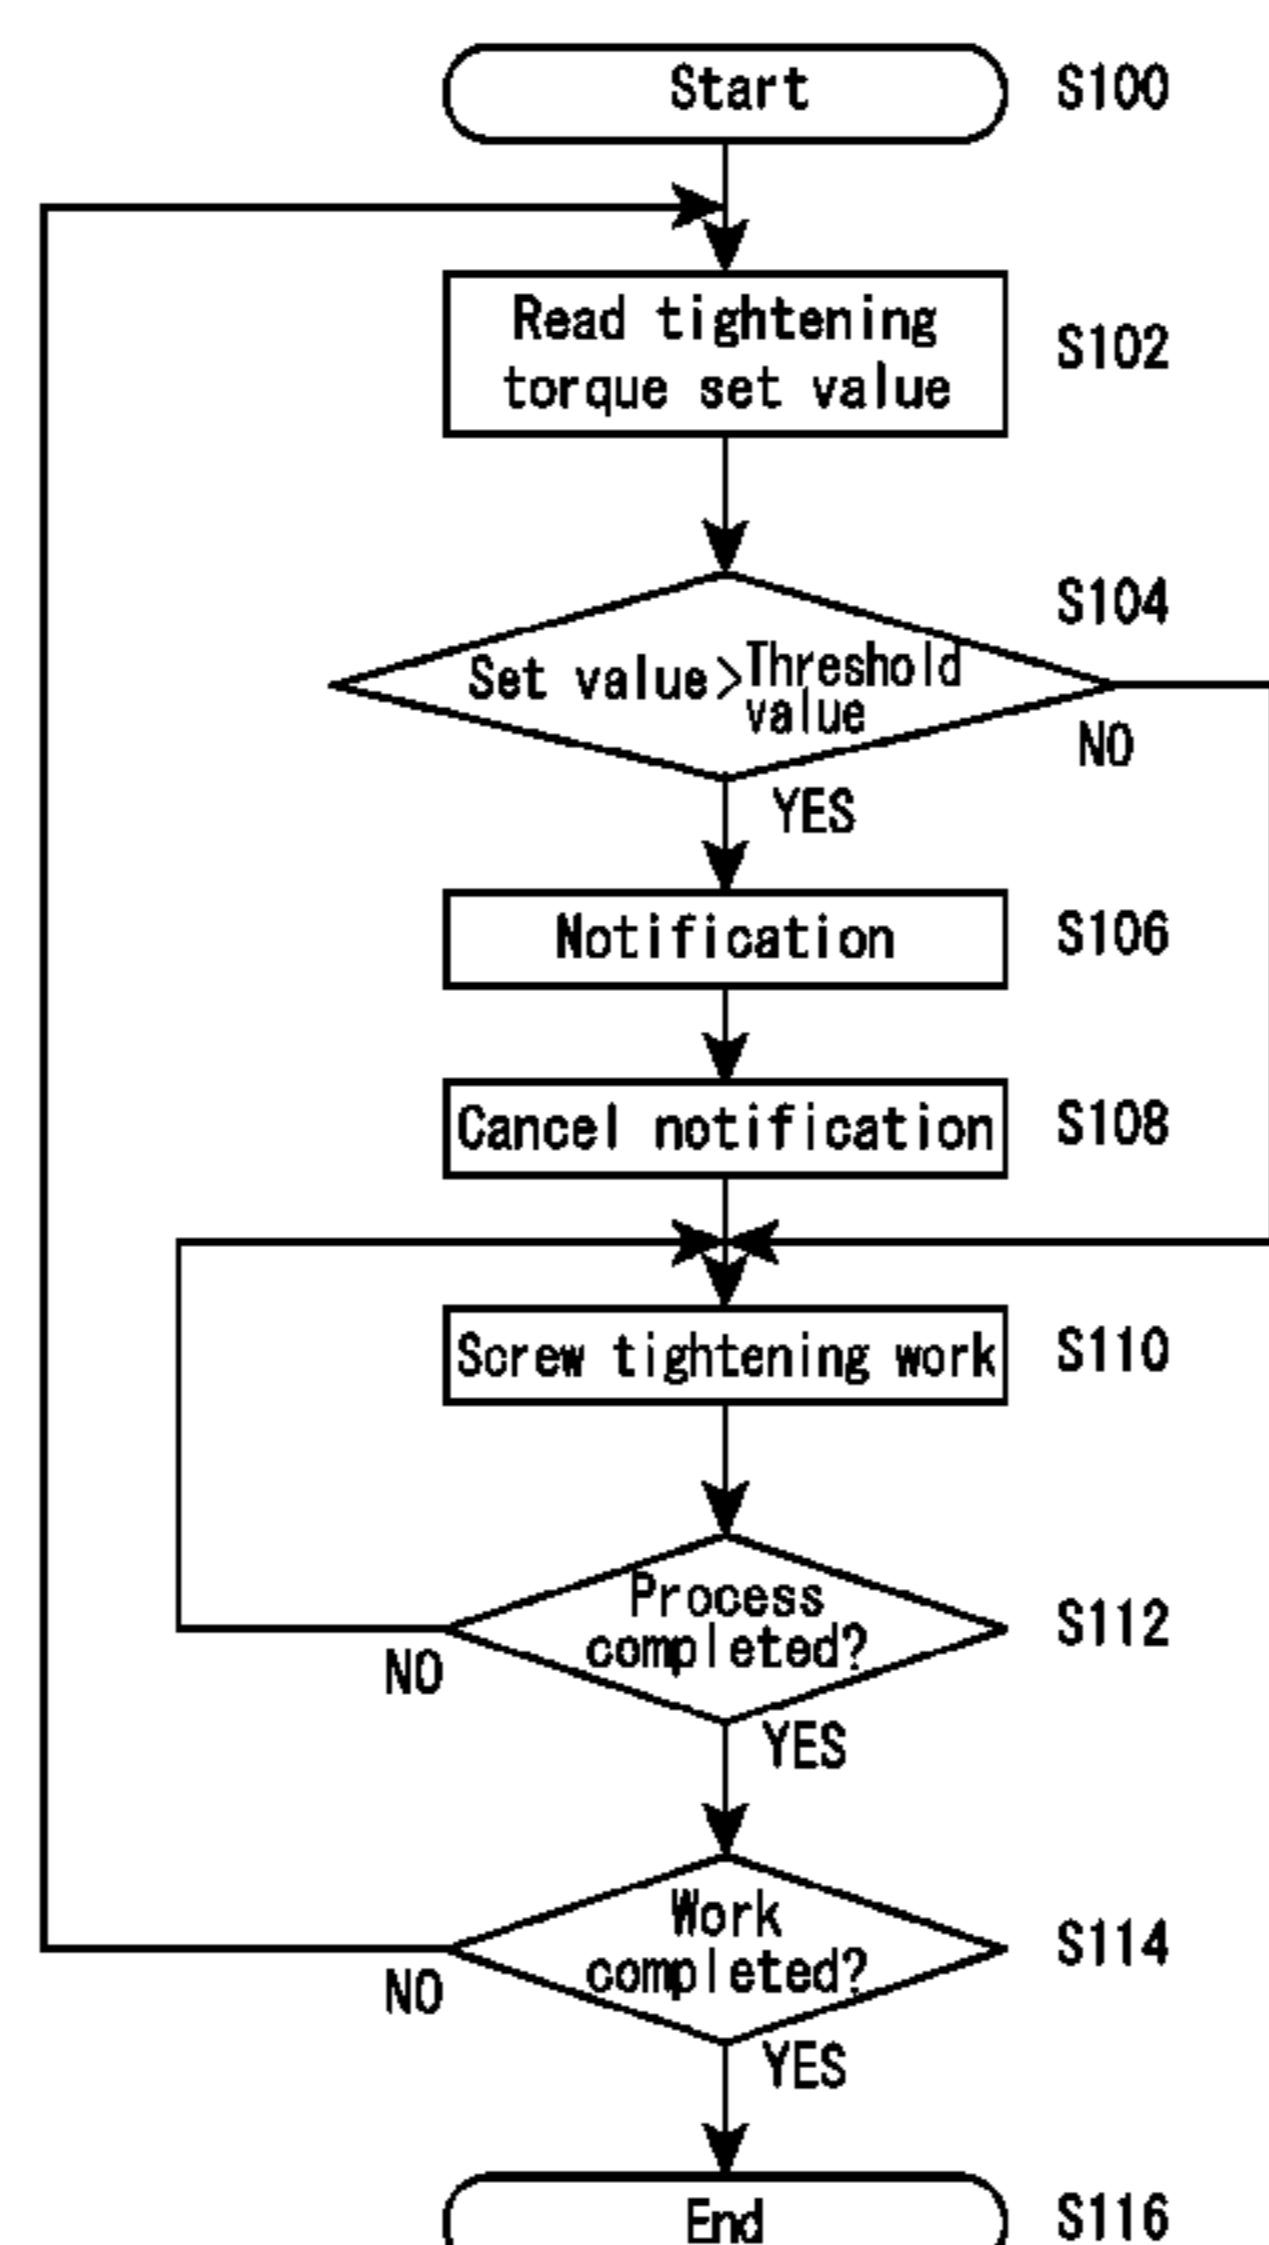 Start S100
Read tightening
torque set value
S102
S104
Set value>Threshold
value
NO
YES
Notification S106
Cancel notification S108
Screw tightening work S110
Process
completed?
S112
NO
YES
Work
completed?
S114
NO
YES
End S116